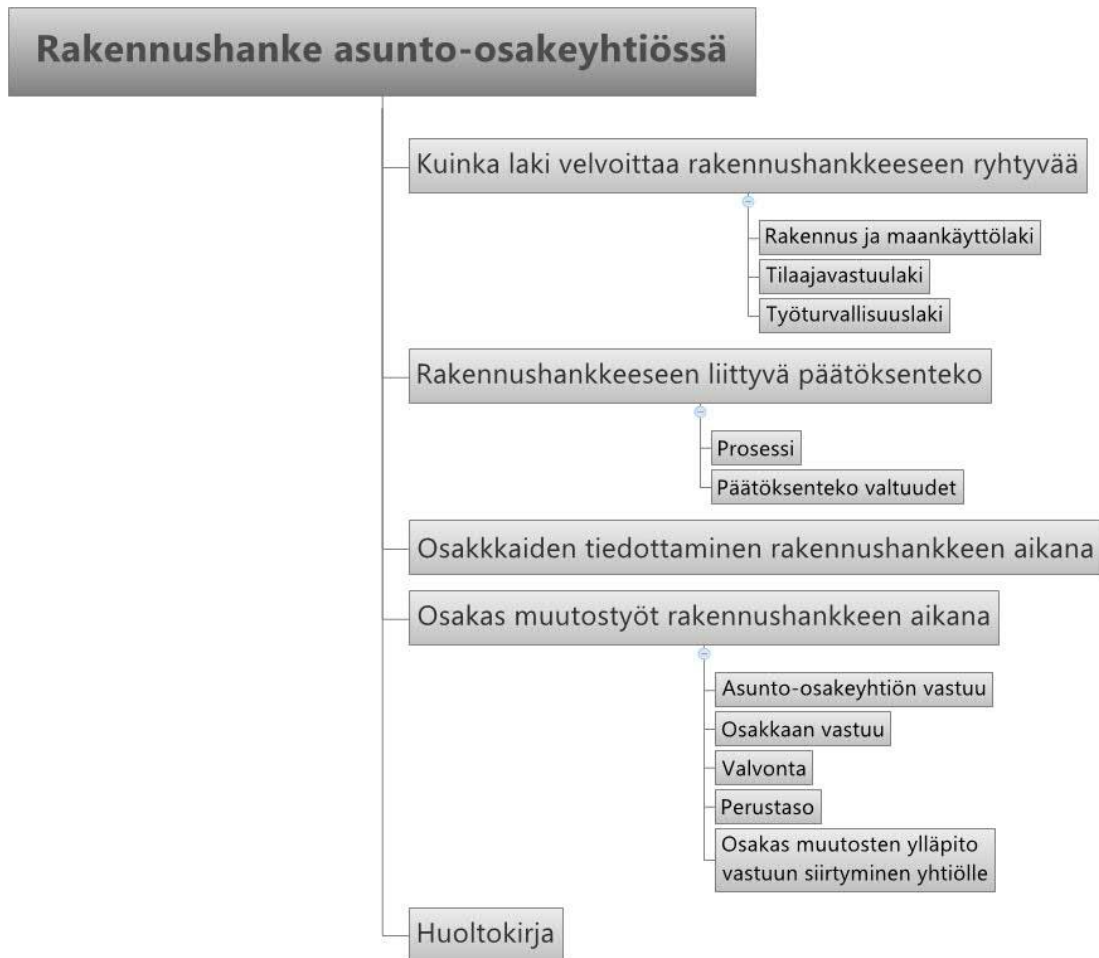 Rakennushanke asunto-osakeyhtiössä
Kuinka laki velvoittaa rakennushankkeeseen ryhtyvää
Rakennus ja maankäyttölaki
Tilaajavastuulaki
Työturvallisuuslaki
Rakennushankkeeseen liittyvä päätöksenteko
Prosessi
Päätöksenteko valtuudet
Osakkkaiden tiedottaminen rakennushankkeen aikana
Osakas muutostyöt rakennushankkeen aikana
Asunto-osakeyhtiön vastuu
Osakkaan vastuu
Valvonta
Perustaso
Osakas muutosten ylläpito
vastuun siirtyminen yhtiölle
Huoltokirja